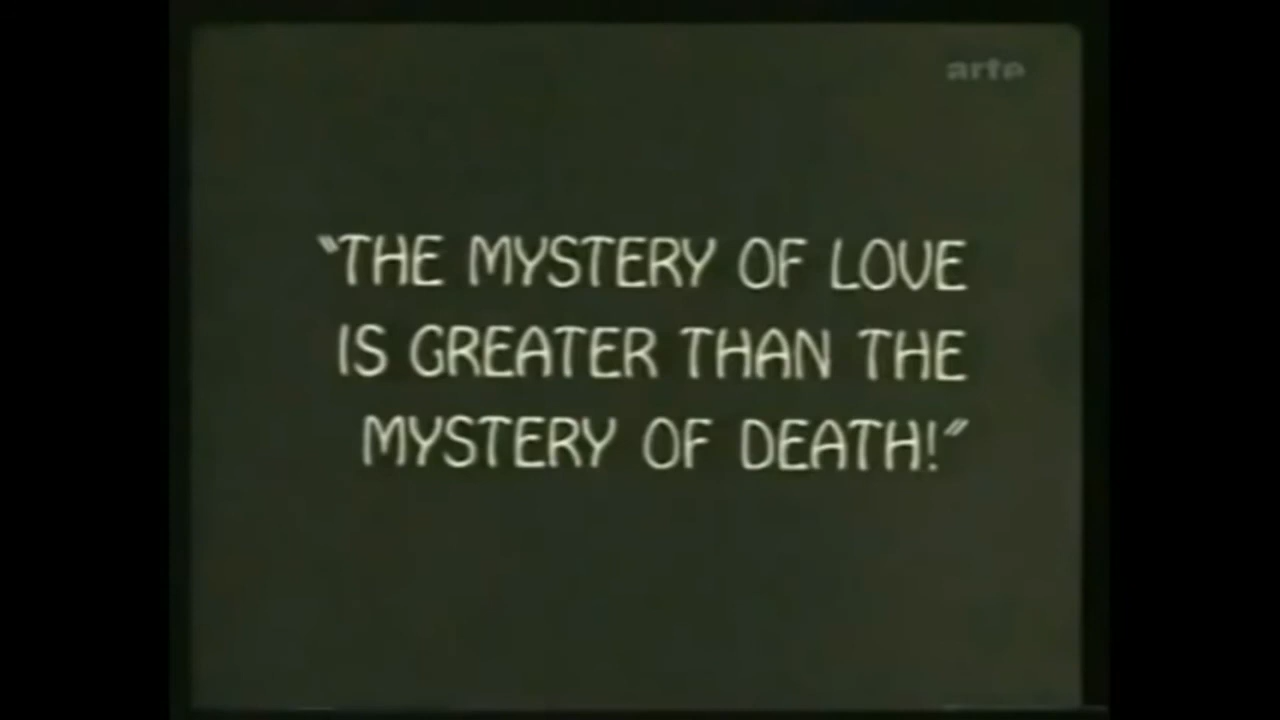 arte
"THE MYSTERY OF LOVE
IS GREATER THAN THE
MYSTERY OF DEATH!"